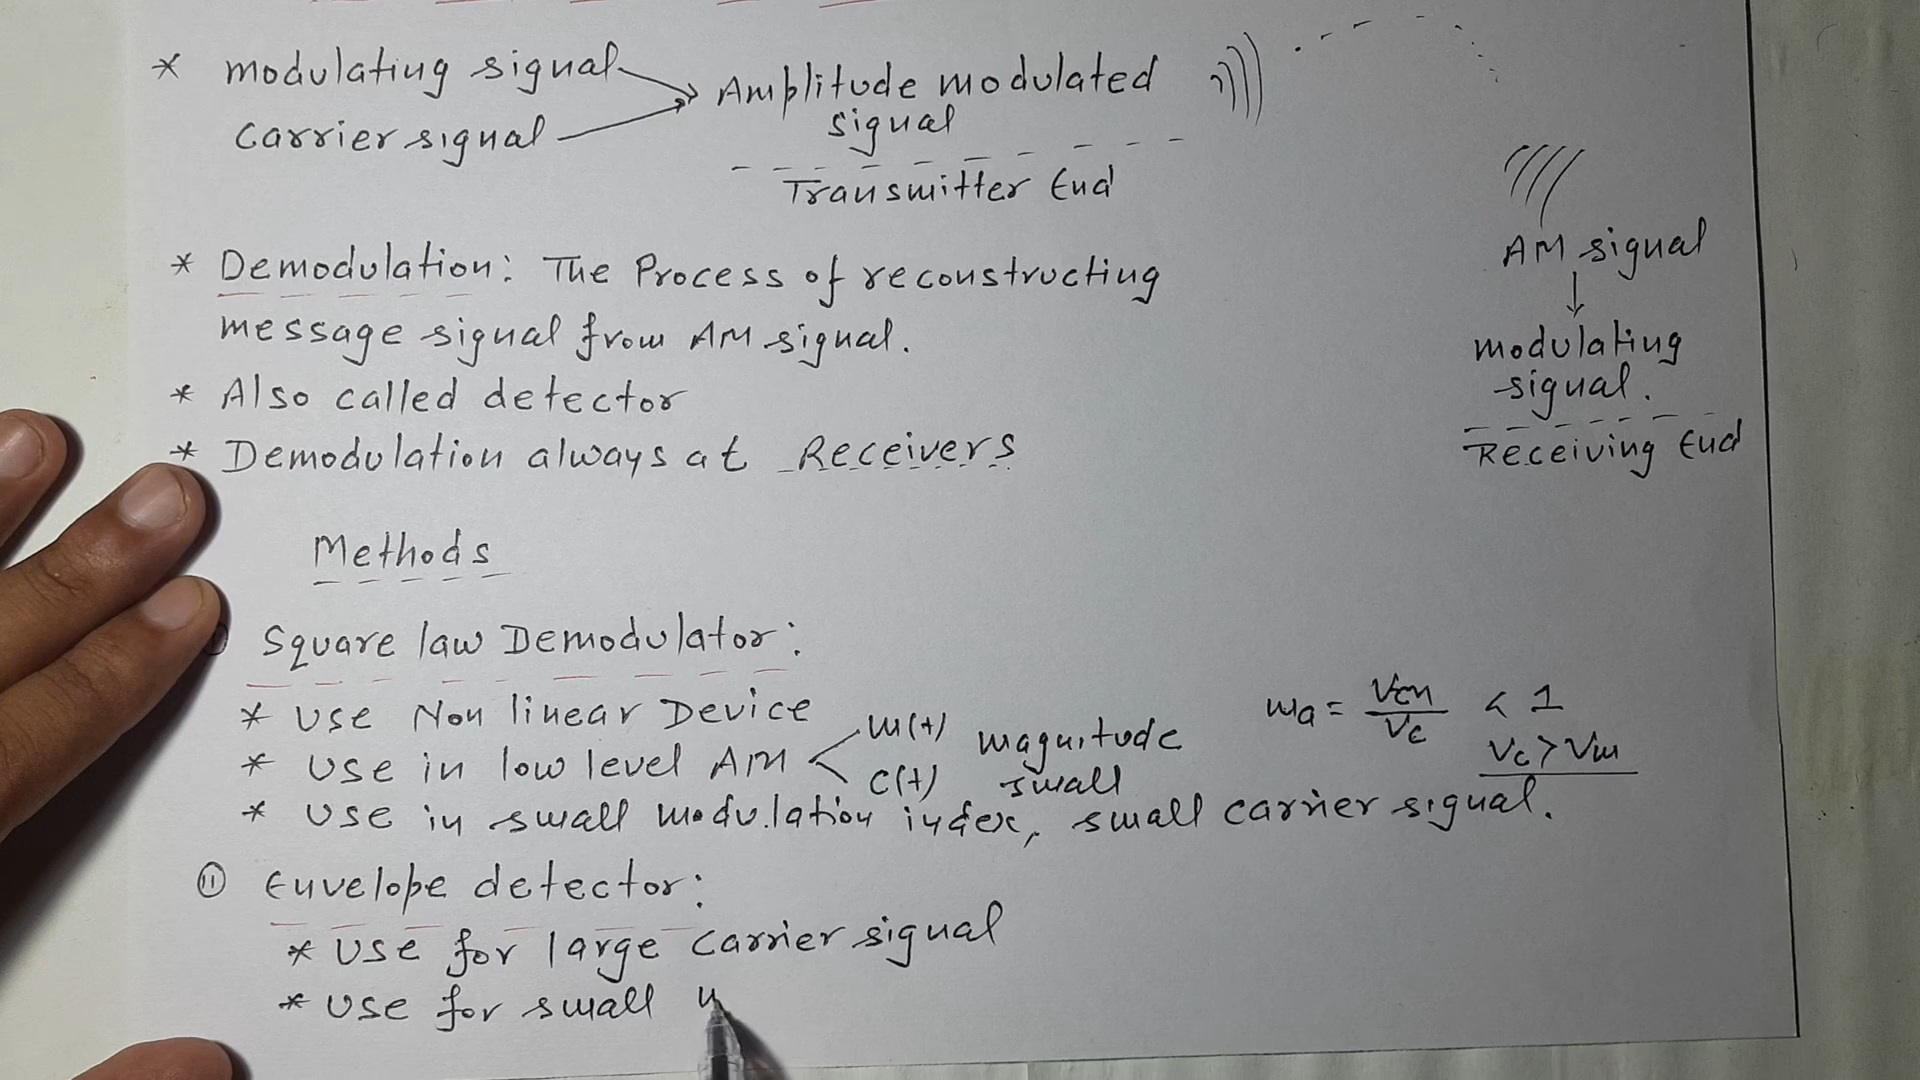 * modulating signal
carrier signal
Amplitude modulated
signal
Transmitter End
AM signal
↓
modulating
signal.
Receiving End
* Demodulation: The Process of reconstructing
message signal from AM signal.
* Also called detector
* Demodulation always at Receivers
Methods
Square law Demodulator:
* Use Non linear Device
* Use in low level AM < m(t) c(t) magnitude small
ma = Vm/Vc < 1
Vc > Vm
* Use in small modulation index, small carrier signal.
(ii) Envelope detector:
* Use for large carrier signal
* Use for small